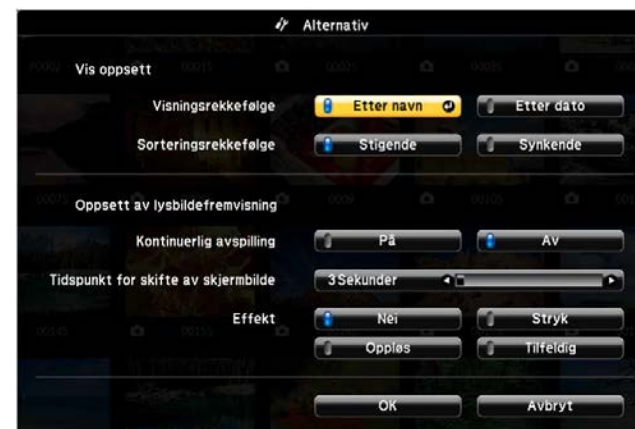 Alternativ
Vis oppsett
Visningsrekkefølge Etter navn Etter dato
Sorteringsrekkefølge Stigende Synkende
Oppsett av lysbildefremvisning
Kontinuerlig avspilling På Av
Tidspunkt for skifte av skjermbilde 3Sekunder
Effekt Nei Stryk
Oppløs Tilfeldig
OK Avbryt